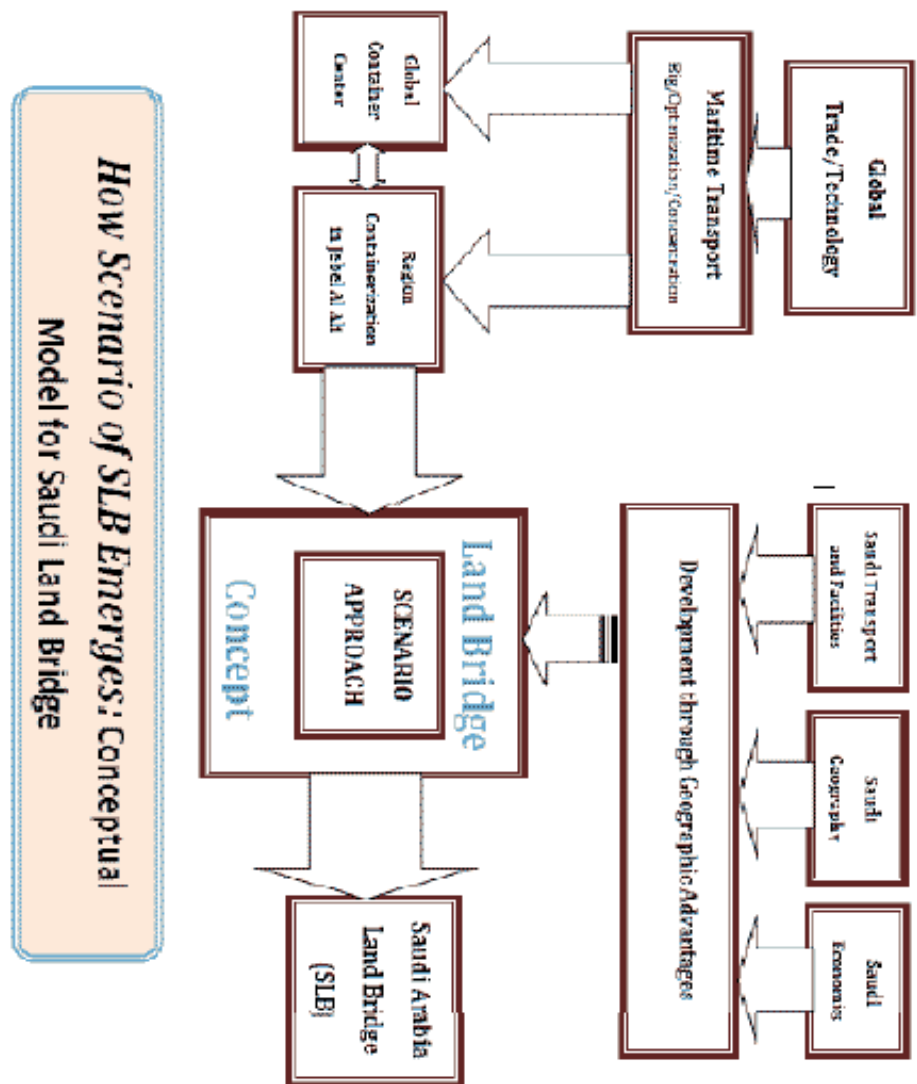 Global
Trade/Technology
Maritime Transport
Big/Optimization/Concentration
Global
Container
Center
Region
Containerization
in Jebel Al Ali
Saudi Transport
and Facilities
Saudi
Geography
Saudi
Economics
Development through Geographic Advantages
Land Bridge
SCENARIO
APPROACH
Concept
Saudi Arabia
Land Bridge
(SLB)
How Scenario of SLB Emerges: Conceptual
Model for Saudi Land Bridge